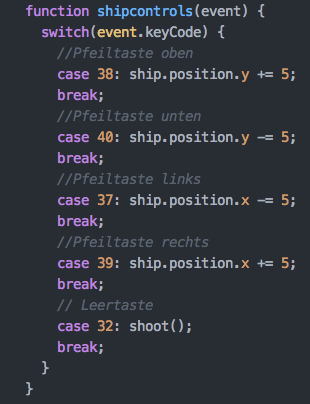 function shipcontrols(event) {
switch(event.keyCode) {
//Pfeiltaste oben
case 38: ship.position.y += 5;
break;
//Pfeiltaste unten
case 40: ship.position.y -= 5;
break;
//Pfeiltaste links
case 37: ship.position.x -= 5;
break;
//Pfeiltaste rechts
case 39: ship.position.x += 5;
break;
// Leertaste
case 32: shoot();
break;
}
}